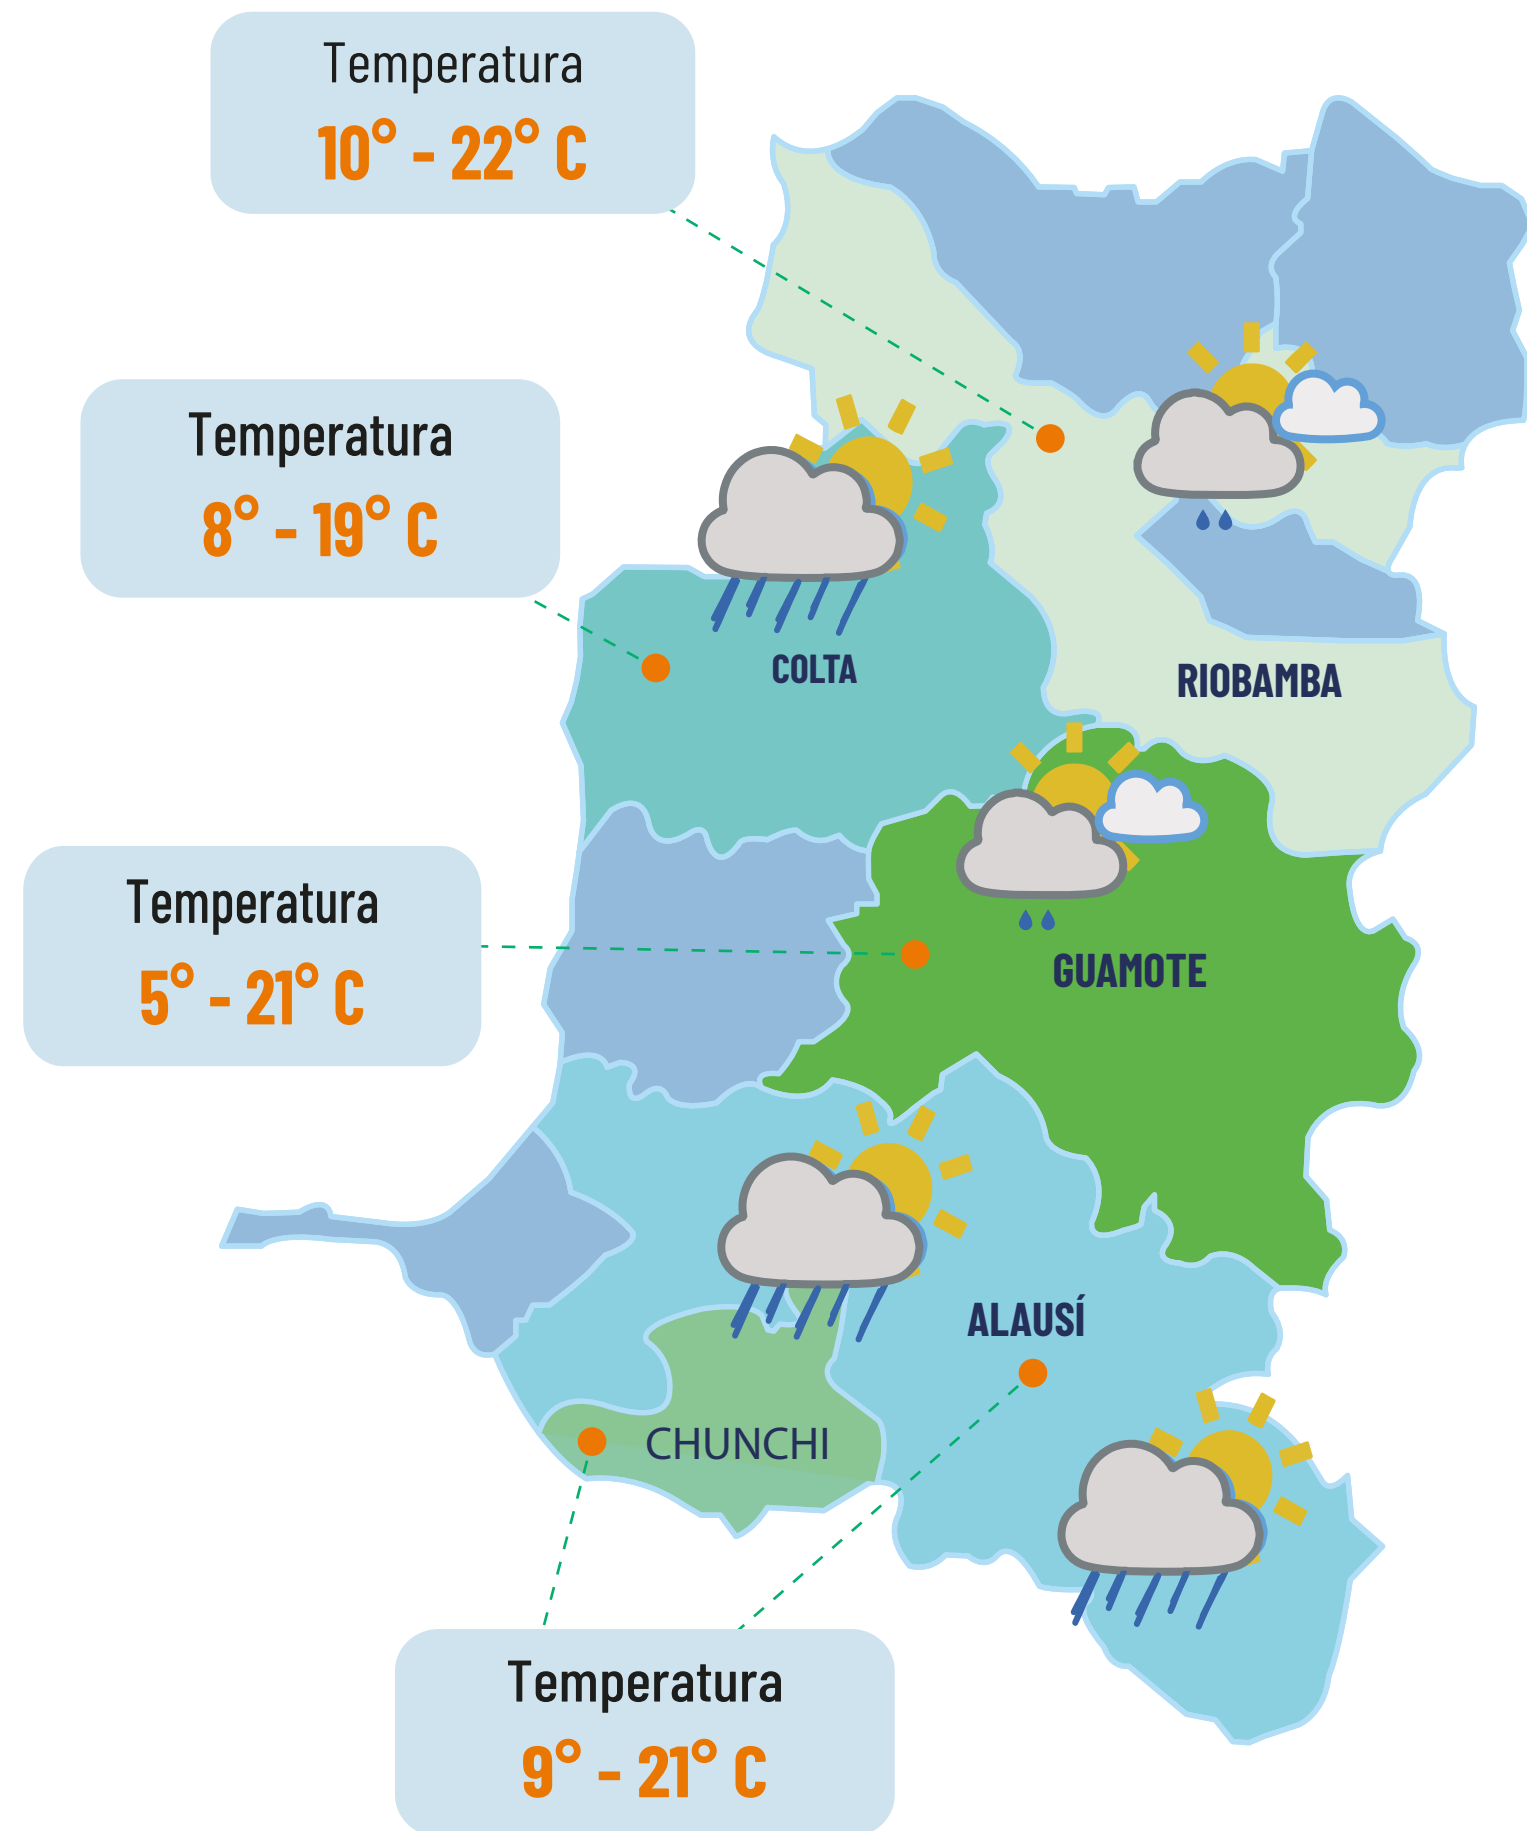 Temperatura
10° - 22° C
Temperatura
8° - 19° C
COLTA
RIOBAMBA
Temperatura
5° - 21° C
GUAMOTE
ALAUSÍ
CHUNCHI
Temperatura
9° - 21° C